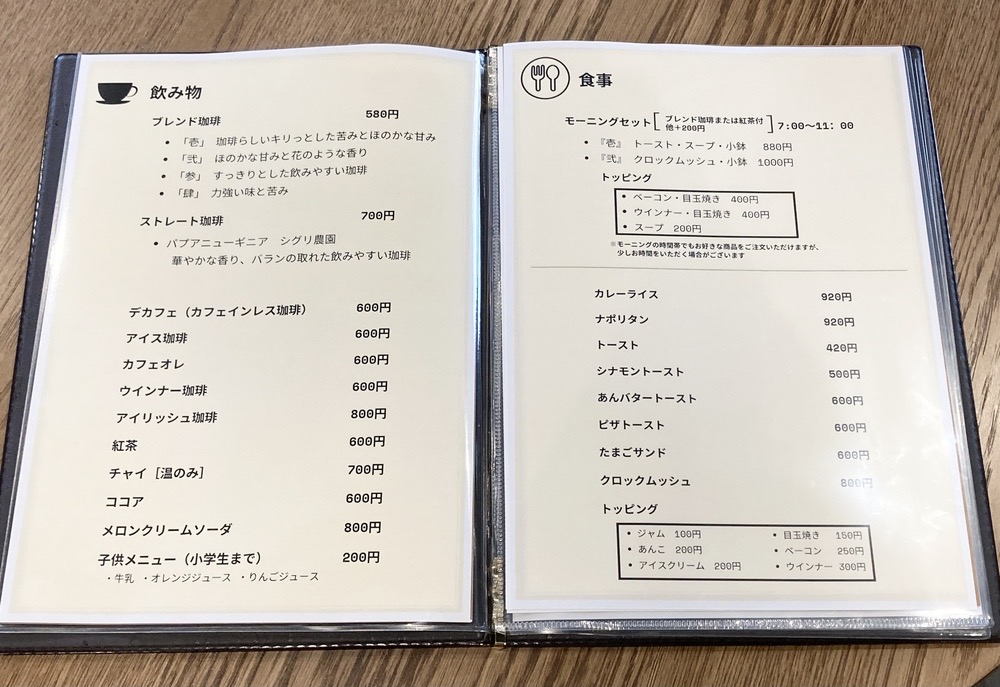 飲み物
ブレンド珈琲 580円
・「壱」 珈琲らしいキリっとした苦みとほのかな甘み
・「弐」 ほのかな甘みと花のような香り
・「参」 すっきりとした飲みやすい珈琲
・「肆」 力強い味と苦み
ストレート珈琲 700円
・パプアニューギニア シグリ農園
華やかな香り、バランの取れた飲みやすい珈琲
デカフェ（カフェインレス珈琲） 600円
アイス珈琲 600円
カフェオレ 600円
ウインナー珈琲 600円
アイリッシュ珈琲 800円
紅茶 600円
チャイ［温のみ］ 700円
ココア 600円
メロンクリームソーダ 800円
子供メニュー（小学生まで） 200円
・牛乳 ・オレンジジュース ・りんごジュース
食事
モーニングセット［ブレンド珈琲または紅茶付 他＋200円］7:00〜11:00
・『壱』 トースト・スープ・小鉢 880円
・『弐』 クロックムッシュ・小鉢 1000円
トッピング
・ベーコン・目玉焼き 400円
・ウインナー・目玉焼き 400円
・スープ 200円
※モーニングの時間帯でもお好きな商品をご注文いただけますが、
少しお時間をいただく場合がございます
カレーライス 920円
ナポリタン 920円
トースト 420円
シナモントースト 500円
あんバタートースト 600円
ピザトースト 600円
たまごサンド 600円
クロックムッシュ 800円
トッピング
・ジャム 100円 ・目玉焼き 150円
・あんこ 200円 ・ベーコン 250円
・アイスクリーム 200円 ・ウインナー 300円